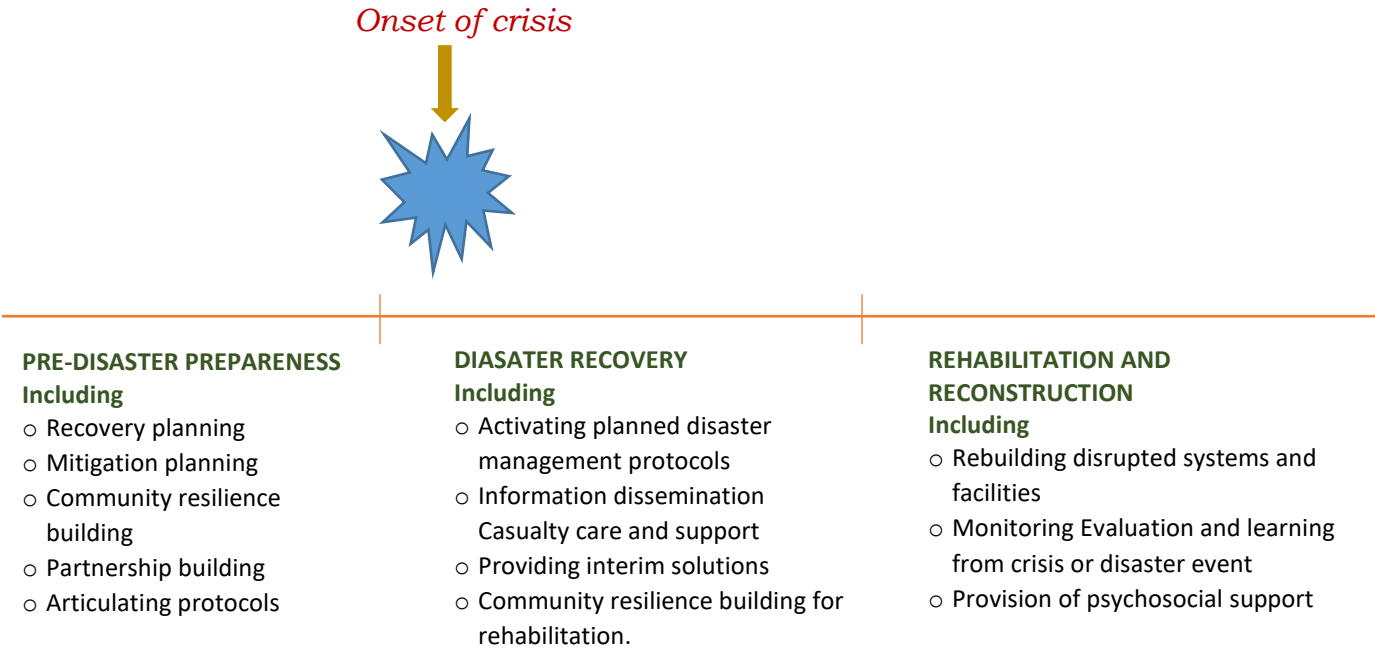 Onset of crisis
PRE-DISASTER PREPARENESS
Including
o Recovery planning
o Mitigation planning
o Community resilience
building
o Partnership building
o Articulating protocols
DIASATER RECOVERY
Including
o Activating planned disaster
management protocols
o Information dissemination
Casualty care and support
o Providing interim solutions
o Community resilience building for
rehabilitation.
REHABILITATION AND
RECONSTRUCTION
Including
o Rebuilding disrupted systems and
facilities
o Monitoring Evaluation and learning
from crisis or disaster event
o Provision of psychosocial support